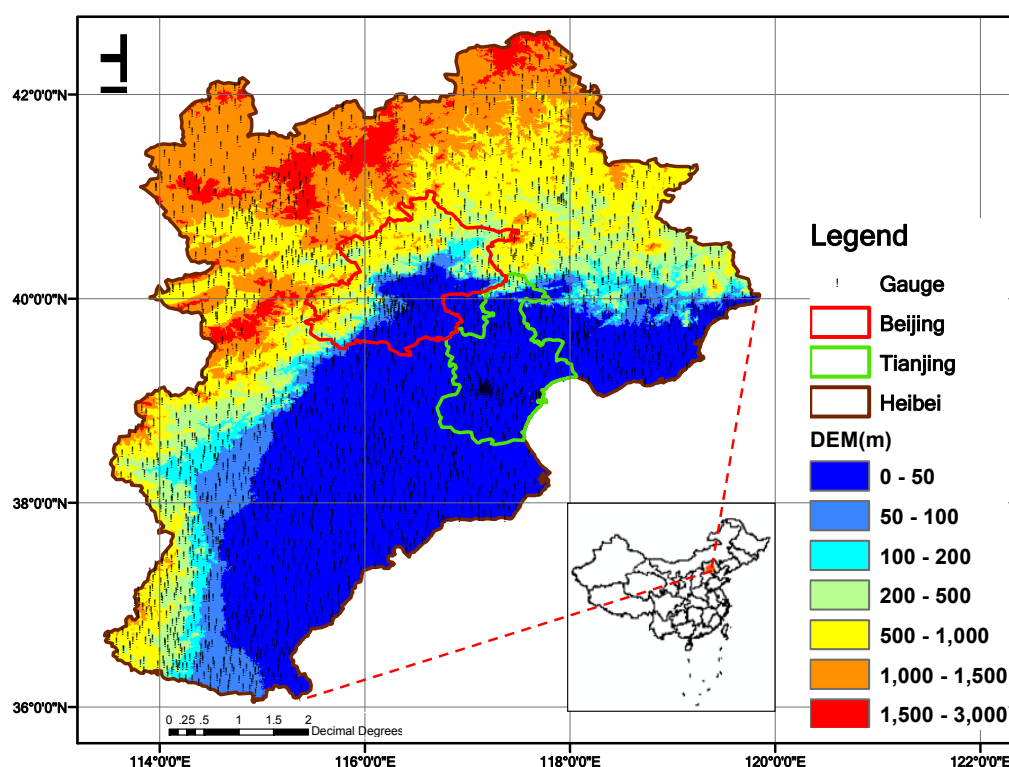 42°0'0"N
40°0'0"N
38°0'0"N
36°0'0"N
114°0'0"E
116°0'0"E
118°0'0"E
120°0'0"E
122°0'0"E
0 .25 .5 1 1.5 2
Decimal Degrees
Legend
Gauge
Beijing
Tianjing
Heibei
DEM(m)
0 - 50
50 - 100
100 - 200
200 - 500
500 - 1,000
1,000 - 1,500
1,500 - 3,000